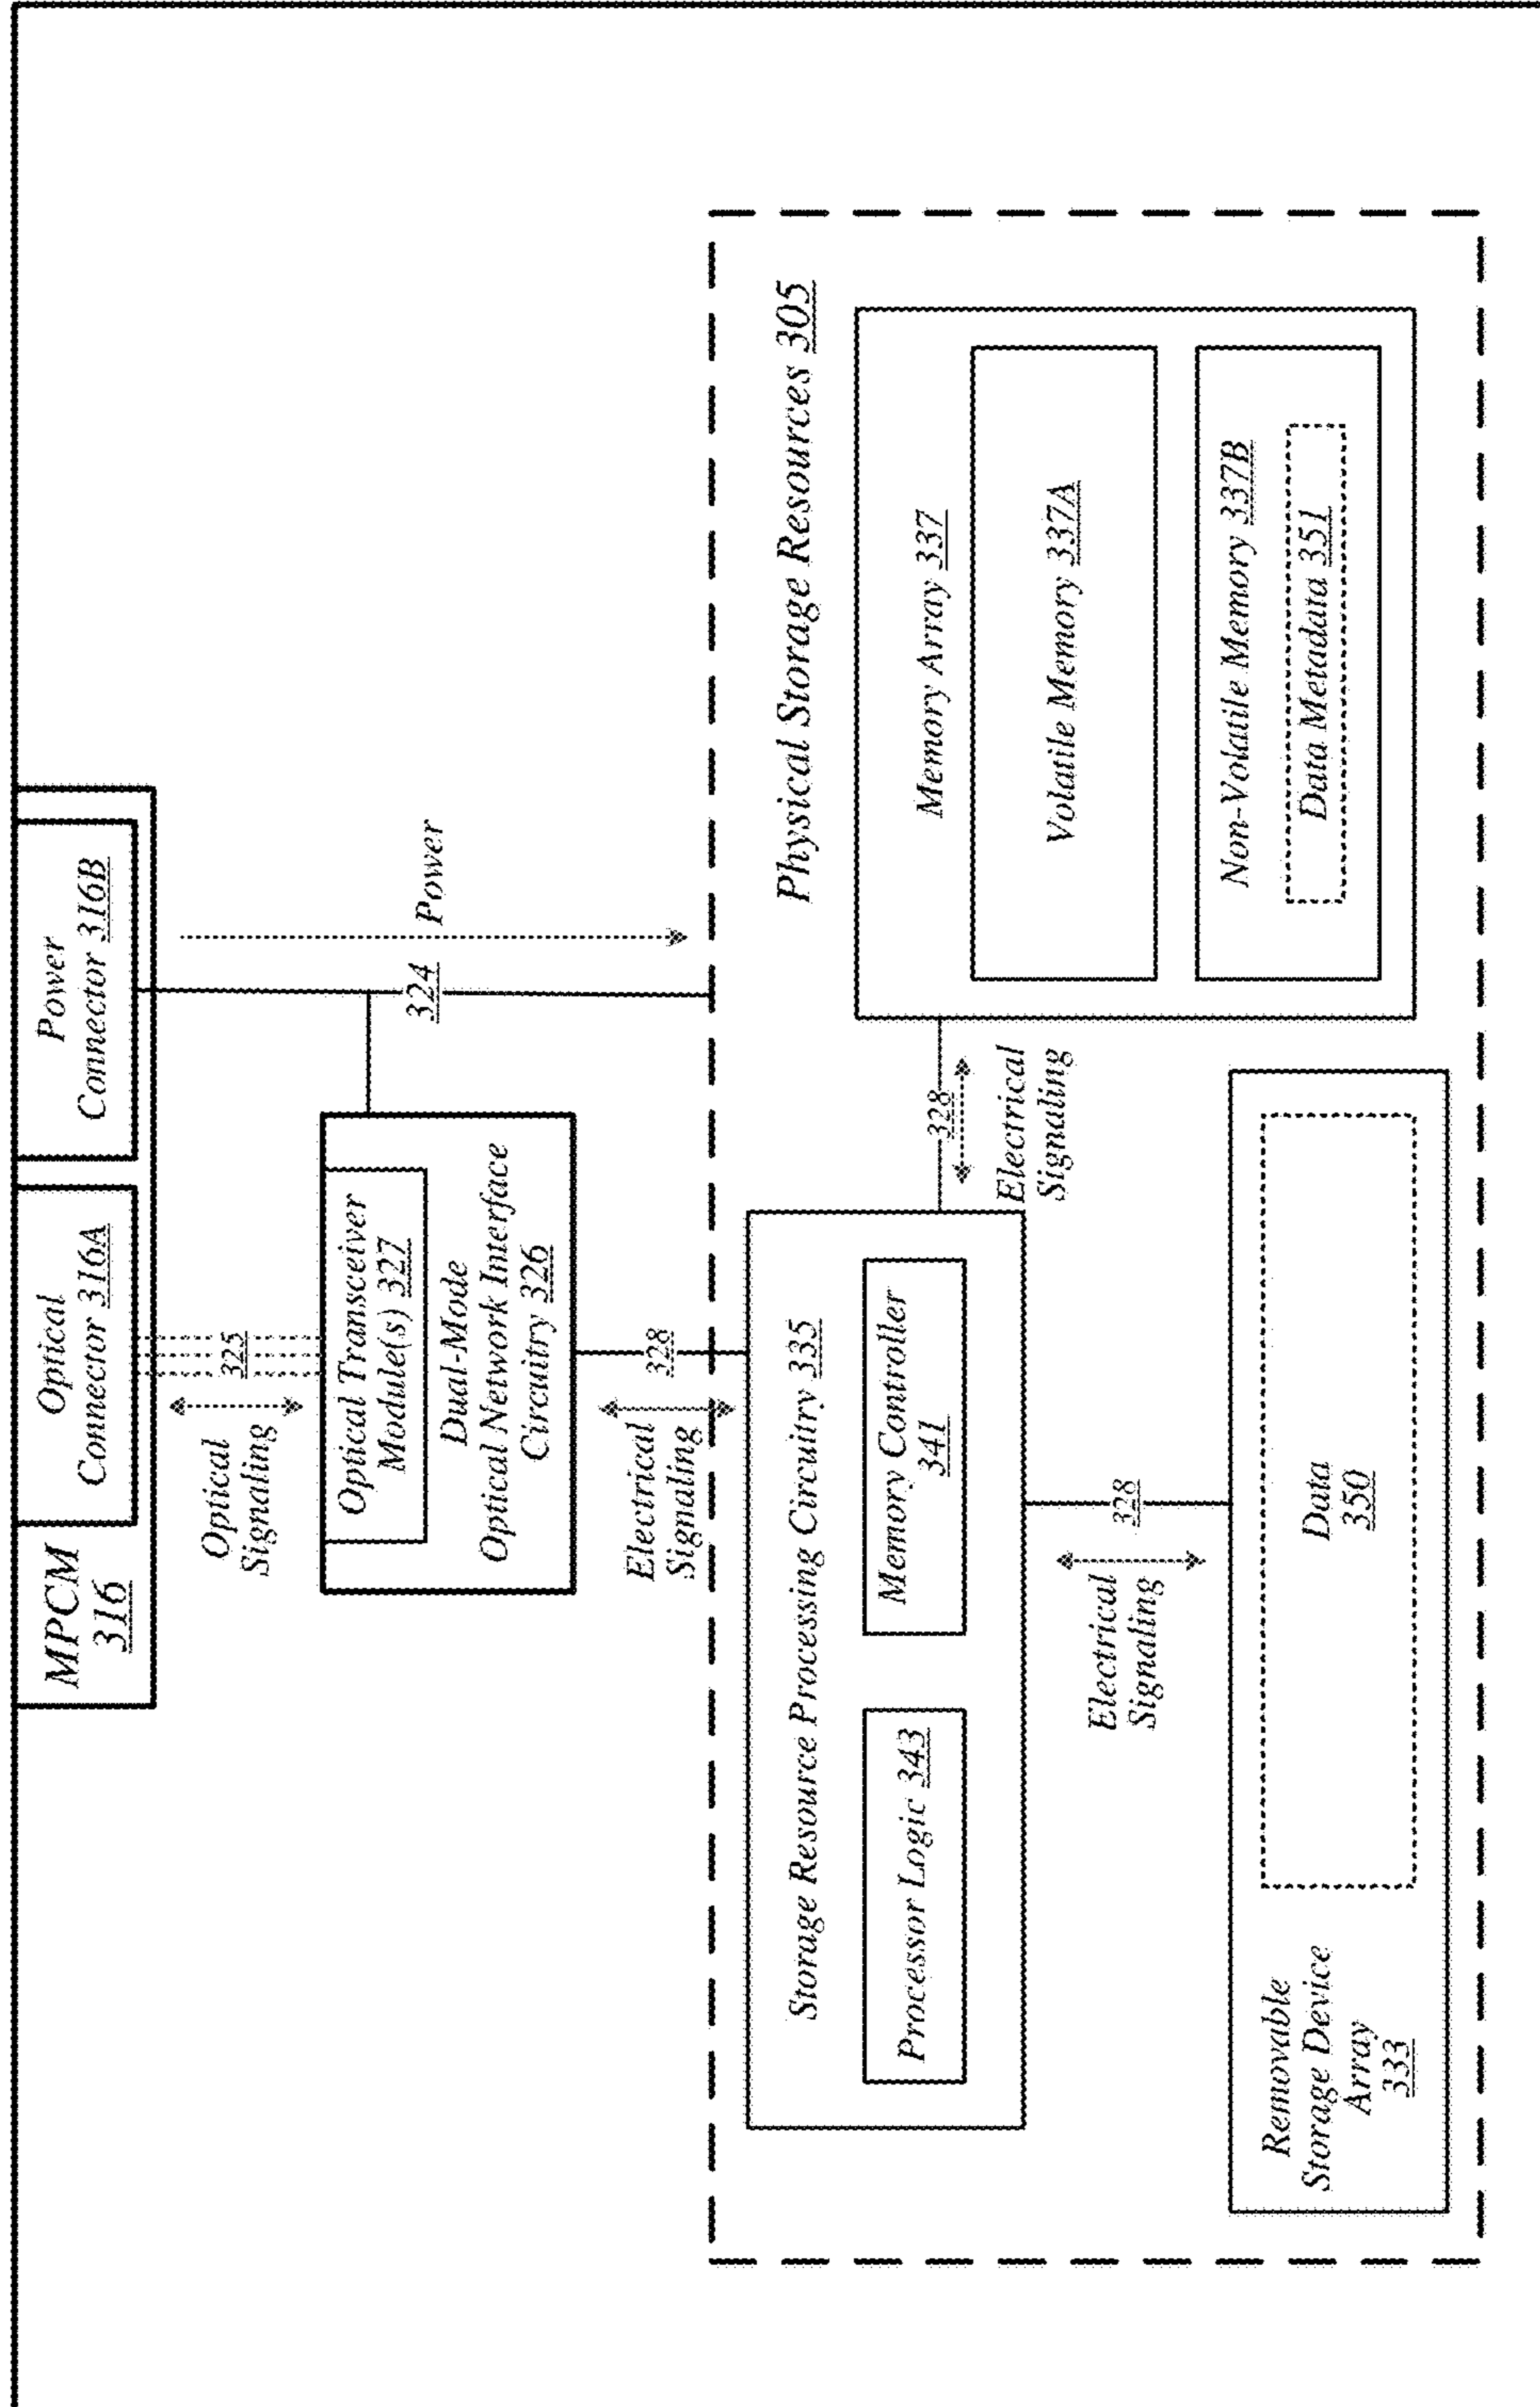 MPCM
316
Optical
Connector 316A
Power
Connector 316B
Optical
Signaling
325
324
Power
Optical Transceiver
Module(s) 327
Dual-Mode
Optical Network Interface
Circuitry 326
Electrical
Signaling
328
Physical Storage Resources 305
Storage Resource Processing Circuitry 335
Processor Logic 343
Memory Controller
341
328
Electrical
Signaling
Memory Array 337
Volatile Memory 337A
Non-Volatile Memory 337B
Data Metadata 351
Electrical
Signaling
328
Removable
Storage Device
Array
333
Data
350